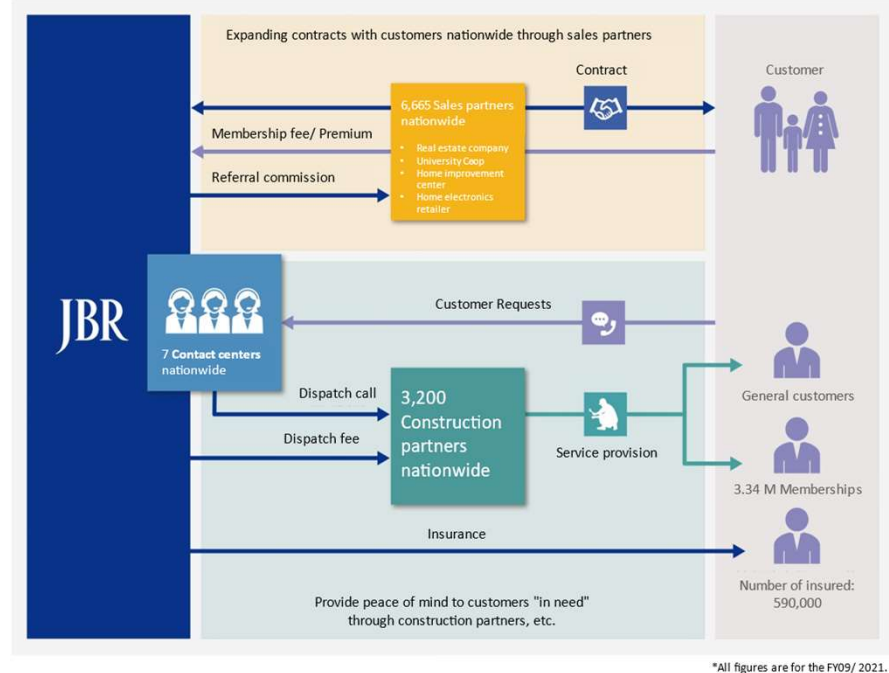 Expanding contracts with customers nationwide through sales partners
Contract
Customer
6,665 Sales partners
nationwide
• Real estate company
• University Coop
• Home improvement
center
• Home electronics
retailer
Membership fee/ Premium
Referral commission
JBR
7 Contact centers
nationwide
Customer Requests
Dispatch call
Dispatch fee
3,200
Construction
partners
nationwide
Service provision
General customers
3.34 M Memberships
Insurance
Number of insured:
590,000
Provide peace of mind to customers "in need"
through construction partners, etc.
*All figures are for the FY09/ 2021.